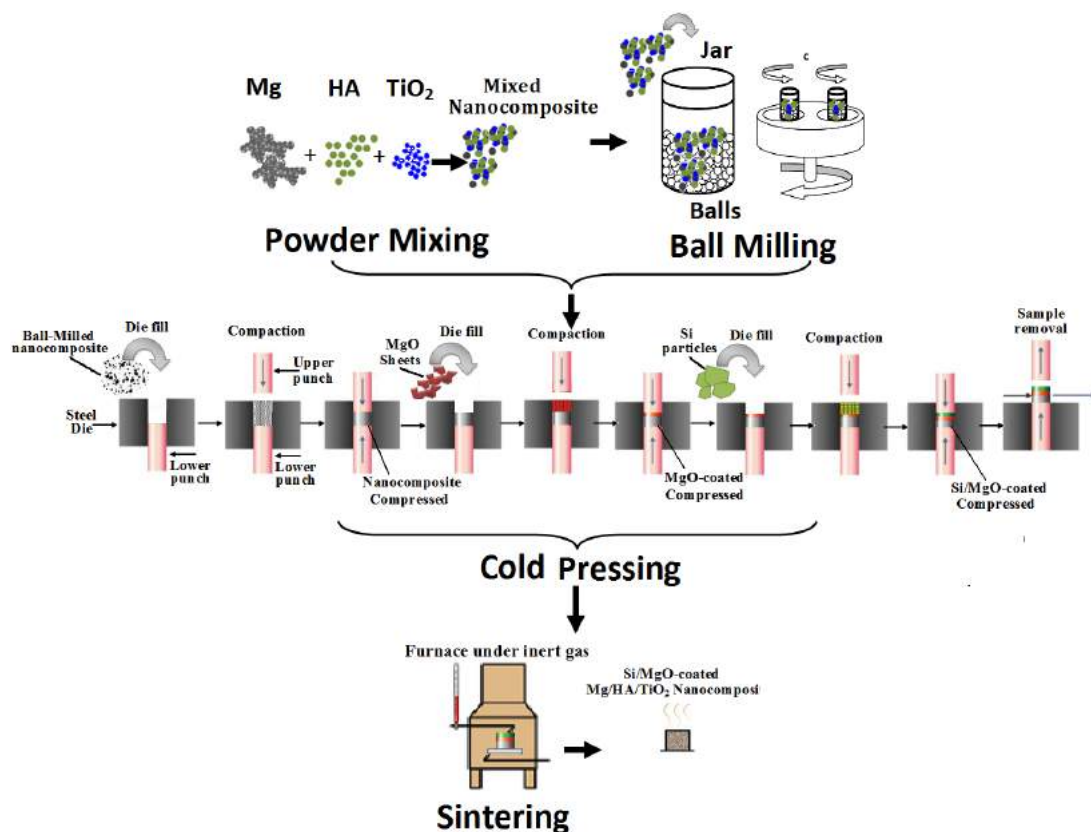 Mg
HA
TiO₂
Mixed
Nanocomposite
Jar
c
+
+
Balls
Powder Mixing
Ball Milling
Ball-Milled
nanocomposite
Die fill
Compaction
Upper
punch
MgO
Sheets
Die fill
Compaction
Si
particles
Die fill
Compaction
Sample
removal
Steel
Die
Lower
punch
Lower
punch
Nanocomposite
Compressed
MgO-coated
Compressed
Si/MgO-coated
Compressed
Cold Pressing
Furnace under inert gas
Si/MgO-coated
Mg/HA/TiO₂ Nanocomposi
Sintering